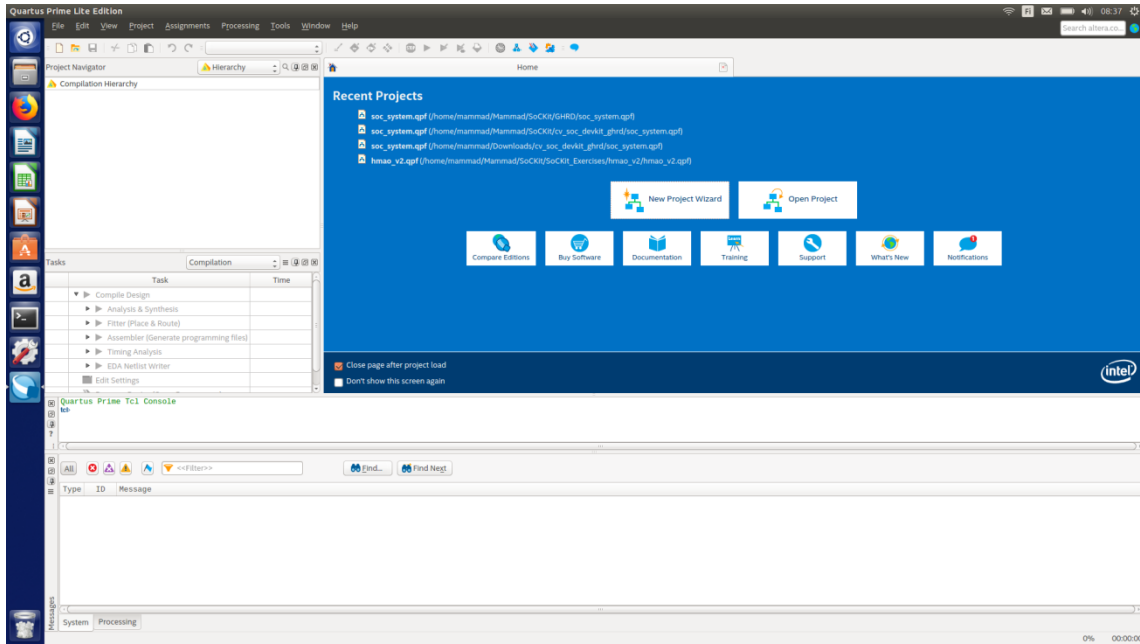 Quartus Prime Lite Edition
Fi
08:37
File Edit View Project Assignments Processing Tools Window Help
Search altera.co...
Project Navigator
Hierarchy
Home
Compilation Hierarchy
Recent Projects
soc_system.qpf (/home/mammad/Mammad/SoCKit/GHRD/soc_system.qpf)
soc_system.qpf (/home/mammad/Mammad/SoCKit/cv_soc_devkit_ghrd/soc_system.qpf)
soc_system.qpf (/home/mammad/Downloads/cv_soc_devkit_ghrd/soc_system.qpf)
hmao_v2.qpf (/home/mammad/Mammad/SoCKit/SoCKit_Exercises/hmao_v2/hmao_v2.qpf)
New Project Wizard
Open Project
Compare Editions
Buy Software
Documentation
Training
Support
What's New
Notifications
Tasks
Compilation
Task Time
Compile Design
Analysis & Synthesis
Fitter (Place & Route)
Assembler (Generate programming files)
Timing Analysis
EDA Netlist Writer
Edit Settings
Close page after project load
Don't show this screen again
intel
Quartus Prime Tcl Console
tcl>
All
<<Filter>>
Find...
Find Next
Type ID Message
Messages
System Processing
0% 00:00:00